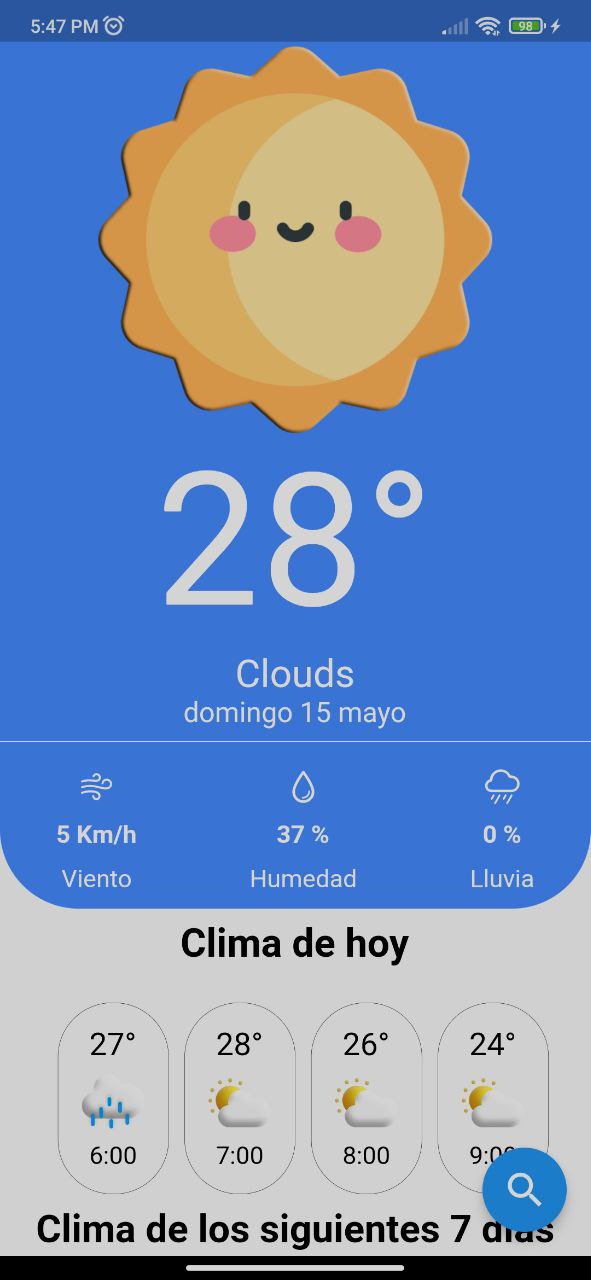 5:47 PM
98
28°
Clouds
domingo 15 mayo
5 Km/h 37 % 0 %
Viento Humedad Lluvia
Clima de hoy
27° 28° 26° 24°
6:00 7:00 8:00 9:00
Clima de los siguientes 7 días